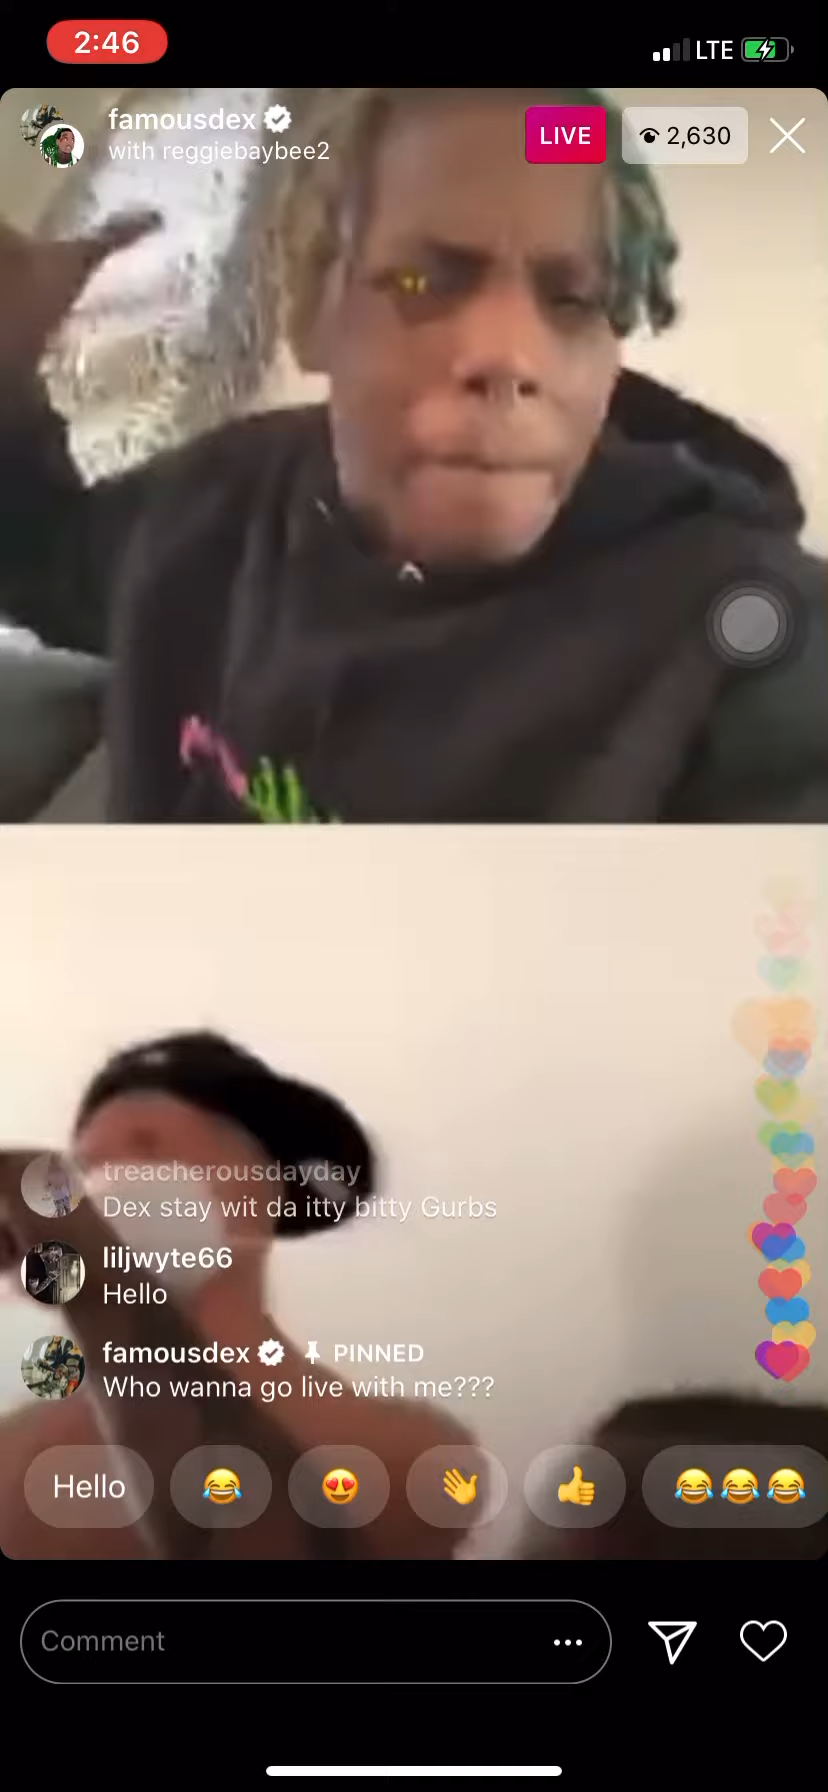 2:46
LTE
famousdex
with reggiebaybee2
LIVE
2,630
treacherousdayday
Dex stay wit da itty bitty Gurbs
liljwyte66
Hello
famousdex PINNED
Who wanna go live with me???
Hello
Comment